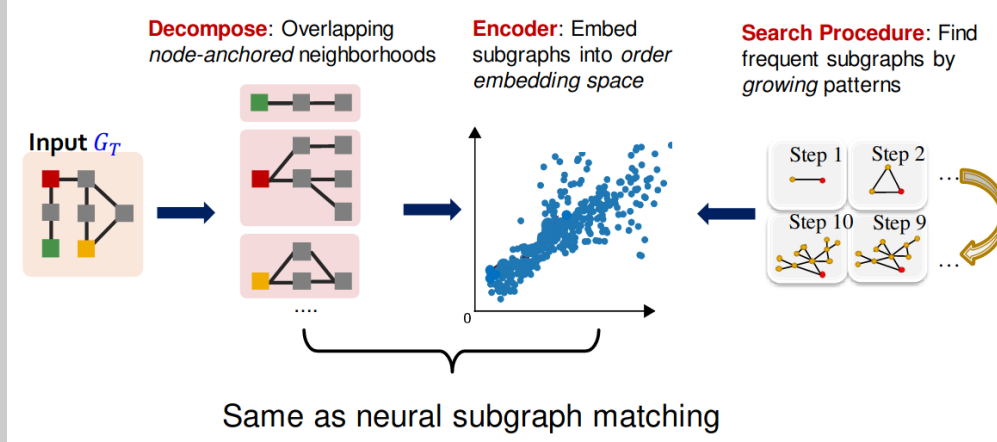 Decompose: Overlapping
node-anchored neighborhoods
Encoder: Embed
subgraphs into order
embedding space
Search Procedure: Find
frequent subgraphs by
growing patterns
Input G_T
....
0
Step 1
Step 2
...
Step 10
Step 9
...
Same as neural subgraph matching